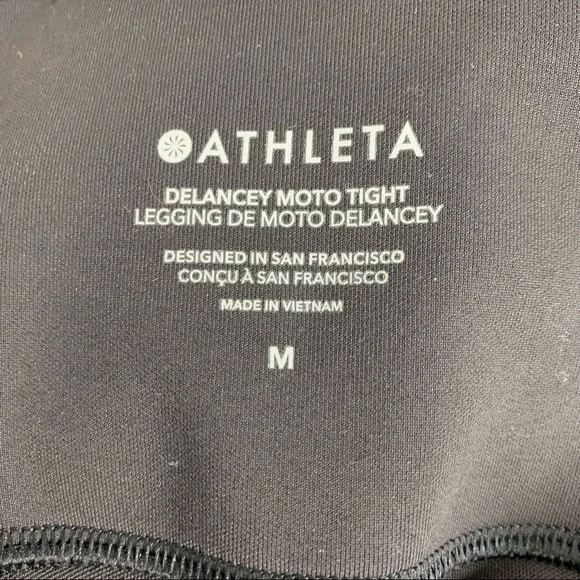 ATHLETA
DELANCEY MOTO TIGHT
LEGGING DE MOTO DELANCEY
DESIGNED IN SAN FRANCISCO
CONÇU À SAN FRANCISCO
MADE IN VIETNAM
M